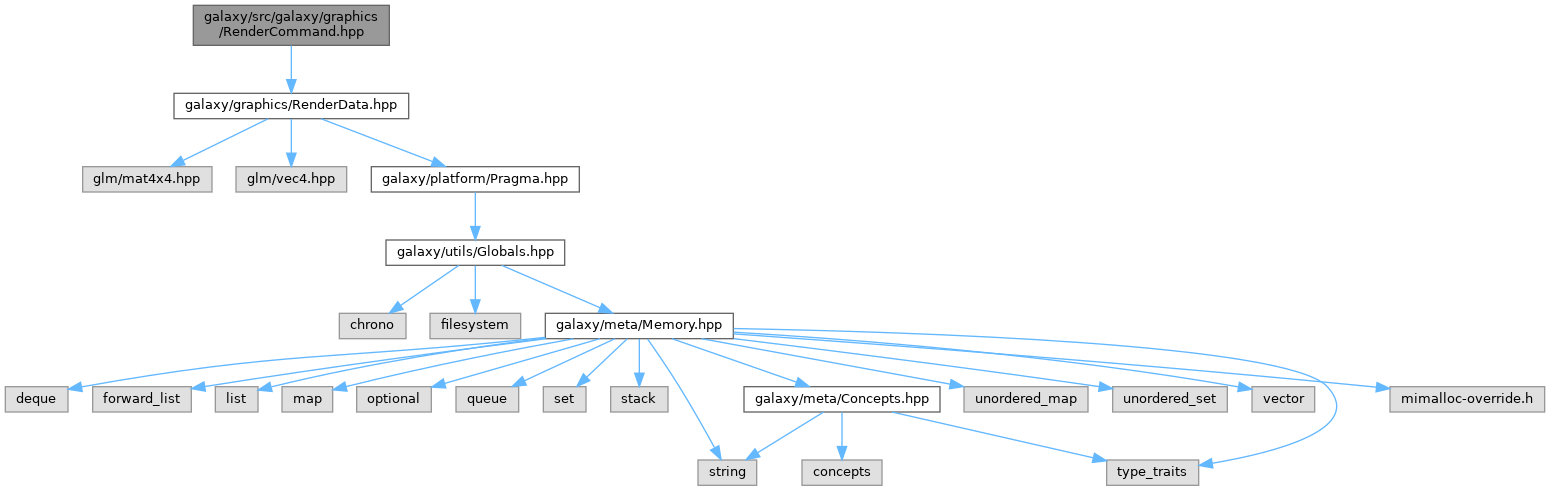 galaxy/src/galaxy/graphics
/RenderCommand.hpp
galaxy/graphics/RenderData.hpp
glm/mat4x4.hpp
glm/vec4.hpp
galaxy/platform/Pragma.hpp
galaxy/utils/Globals.hpp
chrono
filesystem
galaxy/meta/Memory.hpp
deque
forward_list
list
map
optional
queue
set
stack
galaxy/meta/Concepts.hpp
unordered_map
unordered_set
vector
mimalloc-override.h
string
concepts
type_traits